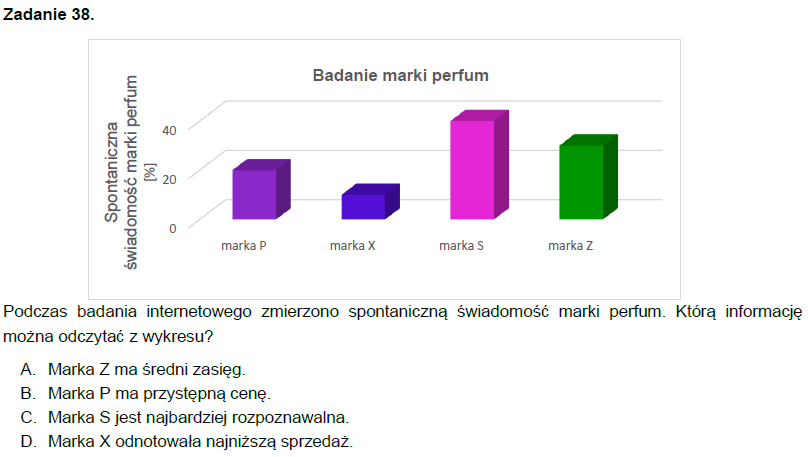 Zadanie 38.
Badanie marki perfum
Spontaniczna
świadomość marki perfum
[%]
40
20
0
marka P
marka X
marka S
marka Z
Podczas badania internetowego zmierzono spontaniczną świadomość marki perfum. Którą informację
można odczytać z wykresu?
A. Marka Z ma średni zasięg.
B. Marka P ma przystępną cenę.
C. Marka S jest najbardziej rozpoznawalna.
D. Marka X odnotowała najniższą sprzedaż.